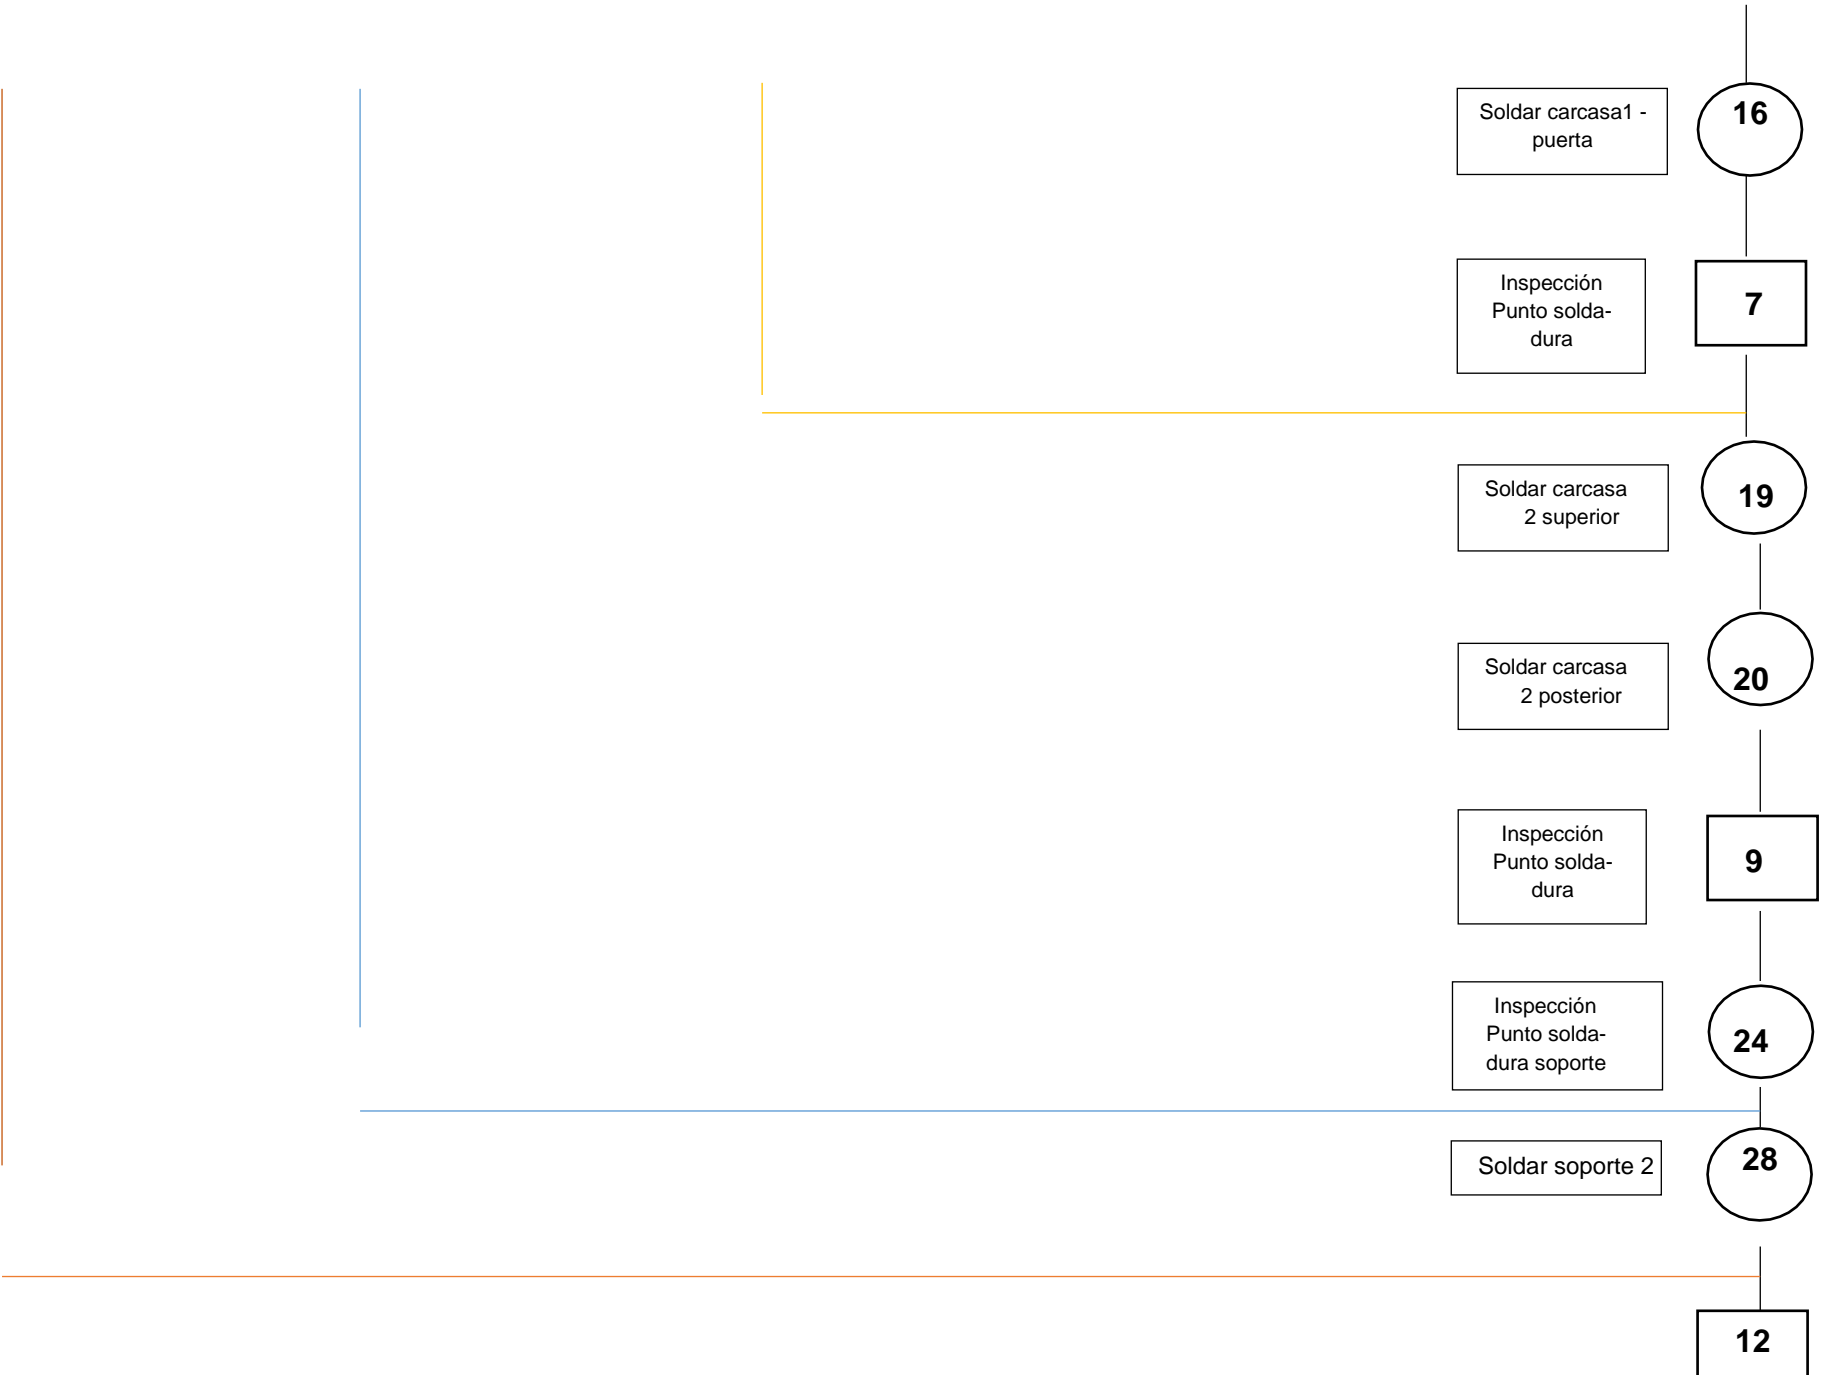 Soldar carcasa1 -
puerta
16
Inspección
Punto solda-
dura
7
Soldar carcasa
2 superior
19
Soldar carcasa
2 posterior
20
Inspección
Punto solda-
dura
9
Inspección
Punto solda-
dura soporte
24
Soldar soporte 2
28
12